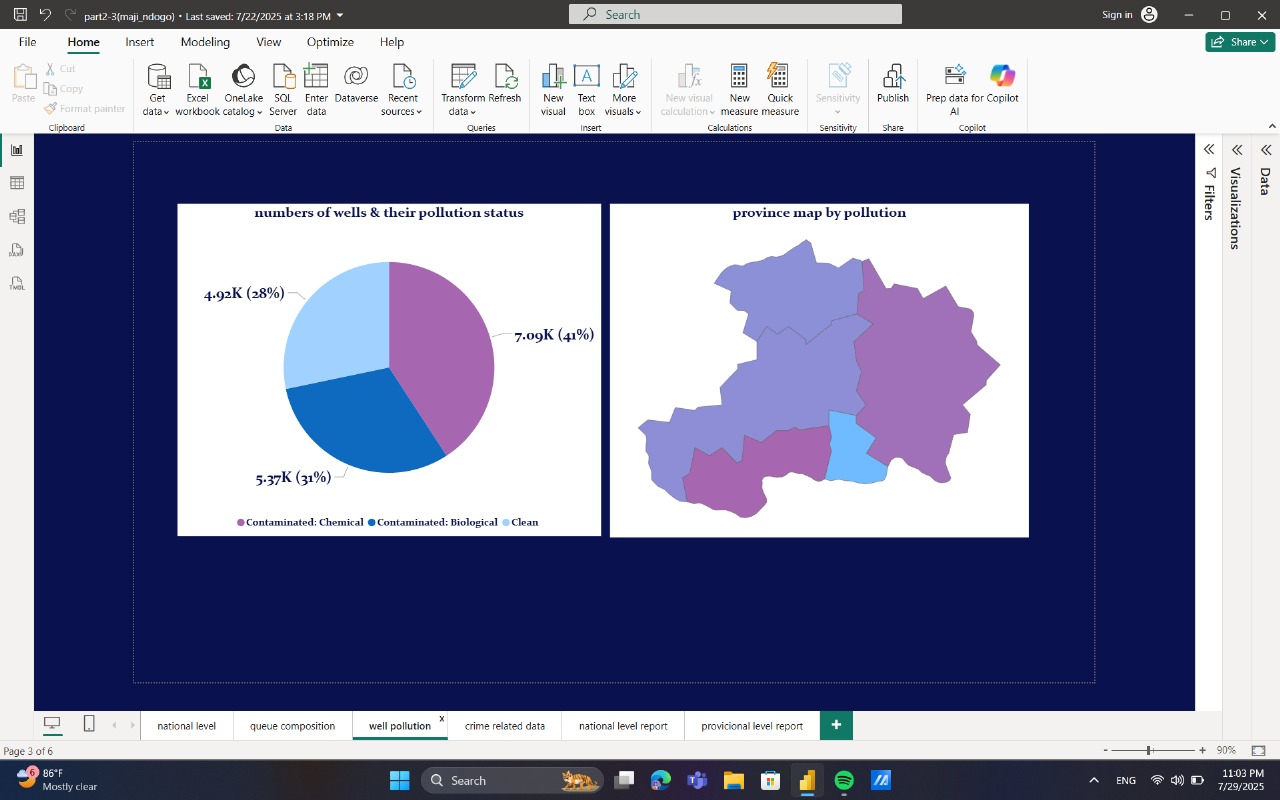 part2-3(maji_ndogo) • Last saved: 7/22/2025 at 3:18 PM
Search
Sign in
File Home Insert Modeling View Optimize Help
Share
Paste
Cut
Copy
Format painter
Clipboard
Get data
Excel workbook
OneLake catalog
SQL Server
Enter data
Dataverse
Recent sources
Data
Transform data
Refresh
Queries
New visual
Text box
More visuals
Insert
New visual calculation
New measure
Quick measure
Calculations
Sensitivity
Sensitivity
Publish
Share
Prep data for AI
Copilot
Copilot
DAX
TMDL
Filters
Visualizations
Data
numbers of wells & their pollution status
4.92K (28%)
7.09K (41%)
5.37K (31%)
Contaminated: Chemical Contaminated: Biological Clean
province map by pollution
national level queue composition well pollution x crime related data national level report provicional level report +
Page 3 of 6
- + 90%
6
86°F
Mostly clear
Search
ENG
11:03 PM
7/29/2025